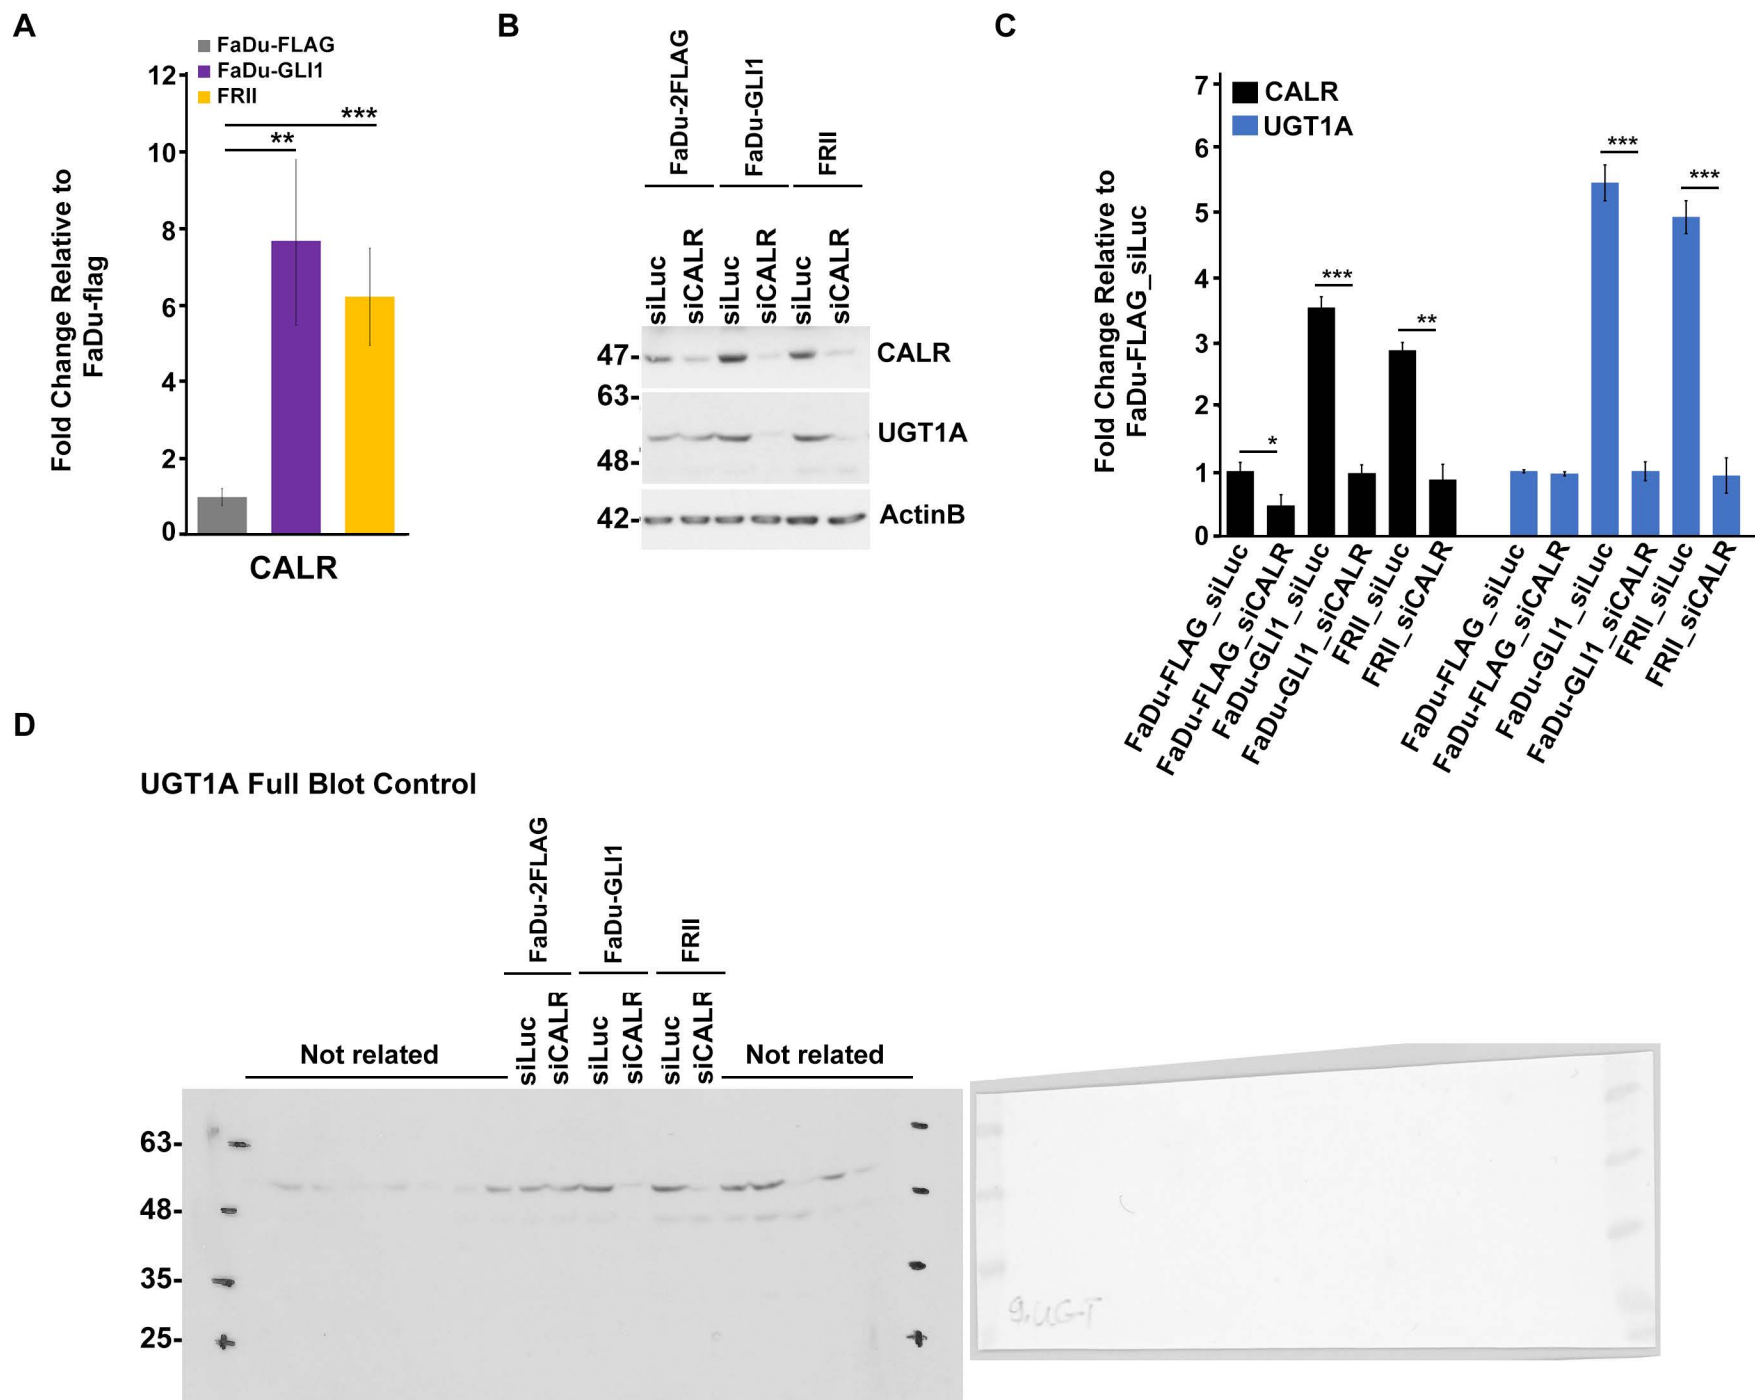 A
FaDu-FLAG
FaDu-GLI1
FRII
12
10
8
6
4
2
0
***
**
Fold Change Relative to
FaDu-flag
CALR
B
FaDu-2FLAG
FaDu-GLI1
FRII
siLuc
siCALR
siLuc
siCALR
siLuc
siCALR
47-
CALR
63-
UGT1A
48-
42-
ActinB
C
CALR
UGT1A
7
6
5
4
3
2
1
0
Fold Change Relative to
FaDu-FLAG_siLuc
*
***
**
***
***
FaDu-FLAG_siLuc
FaDu-FLAG_siCALR
FaDu-GLI1_siLuc
FaDu-GLI1_siCALR
FRII_siLuc
FRII_siCALR
FaDu-FLAG_siLuc
FaDu-FLAG_siCALR
FaDu-GLI1_siLuc
FaDu-GLI1_siCALR
FRII_siLuc
FRII_siCALR
D
UGT1A Full Blot Control
FaDu-2FLAG
FaDu-GLI1
FRII
siLuc
siCALR
siLuc
siCALR
siLuc
siCALR
Not related
Not related
63-
48-
35-
25-
9.UG-T